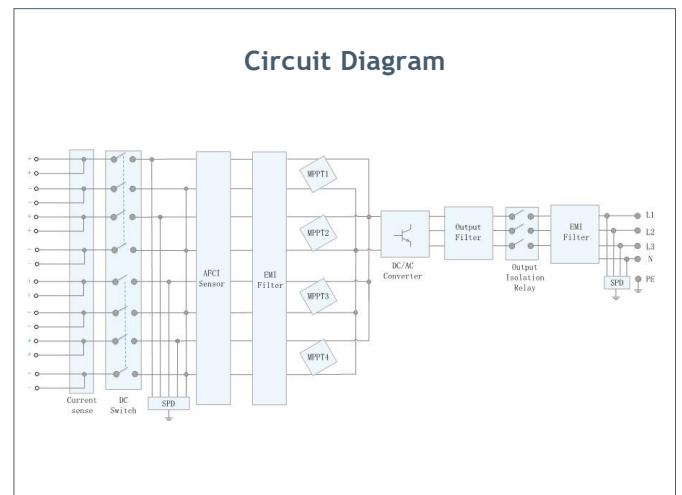 Circuit Diagram
+
+
-
-
+
+
-
-
+
+
-
-
+
+
-
-
Current
sense
DC
Switch
SPD
AFCI
Sensor
EMI
Filter
MPPT1
MPPT2
MPPT3
MPPT4
DC/AC
Converter
Output
Filter
Output
Isolation
Relay
EMI
Filter
L1
L2
L3
N
PE
SPD